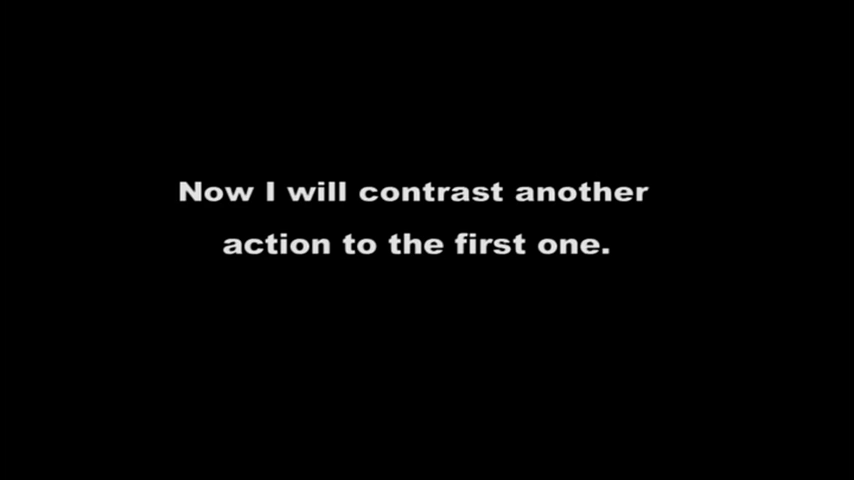 Now I will contrast another
action to the first one.